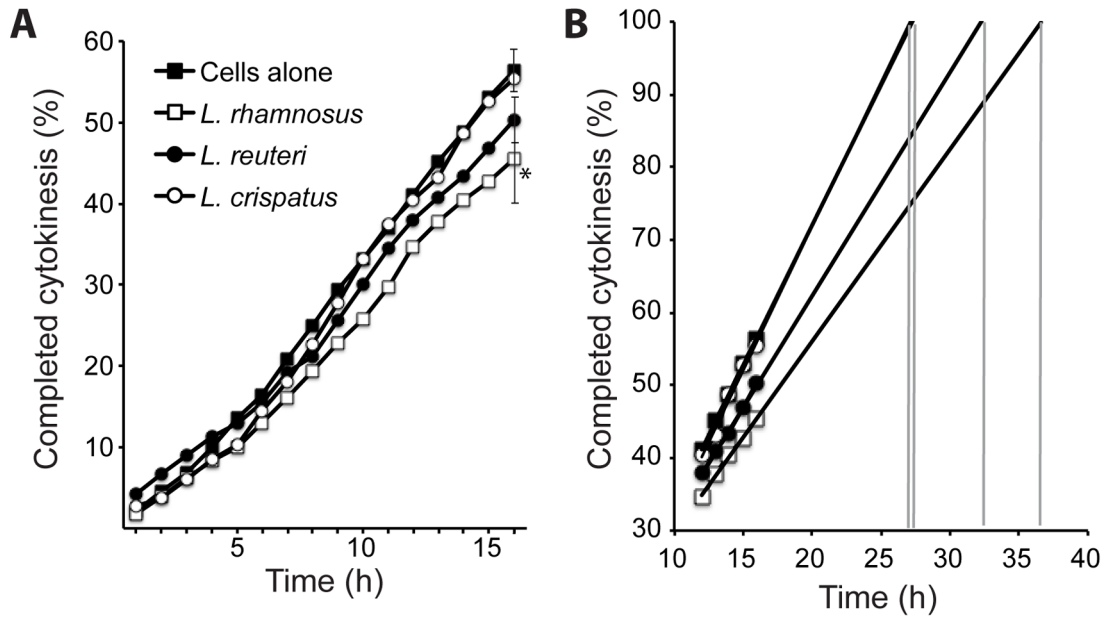 A
Completed cytokinesis (%)
60
50
40
30
20
10
Cells alone
L. rhamnosus
L. reuteri
L. crispatus
*
5
10
15
Time (h)
B
Completed cytokinesis (%)
100
90
80
70
60
50
40
30
10
15
20
25
30
35
40
Time (h)